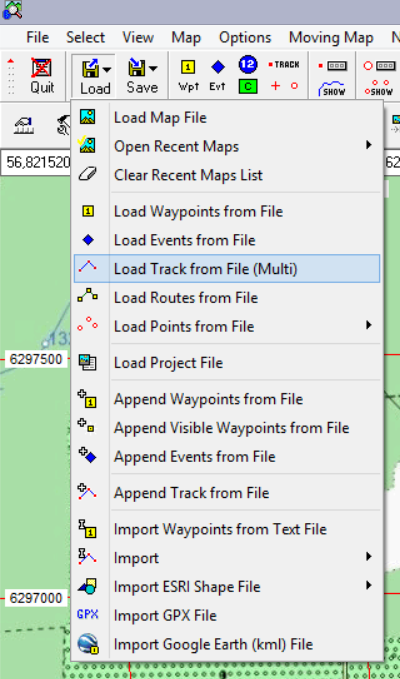 File Select View Map Options Moving Map N
Quit Load Save Wpt Evt 12 C TRACK SHOW SHOW
56,821520
Load Map File
Open Recent Maps
Clear Recent Maps List
Load Waypoints from File
Load Events from File
Load Track from File (Multi)
Load Routes from File
6297500
Load Points from File
Load Project File
Append Waypoints from File
Append Visible Waypoints from File
Append Events from File
Append Track from File
Import Waypoints from Text File
Import
Import ESRI Shape File
6297000
GPX Import GPX File
Import Google Earth (kml) File